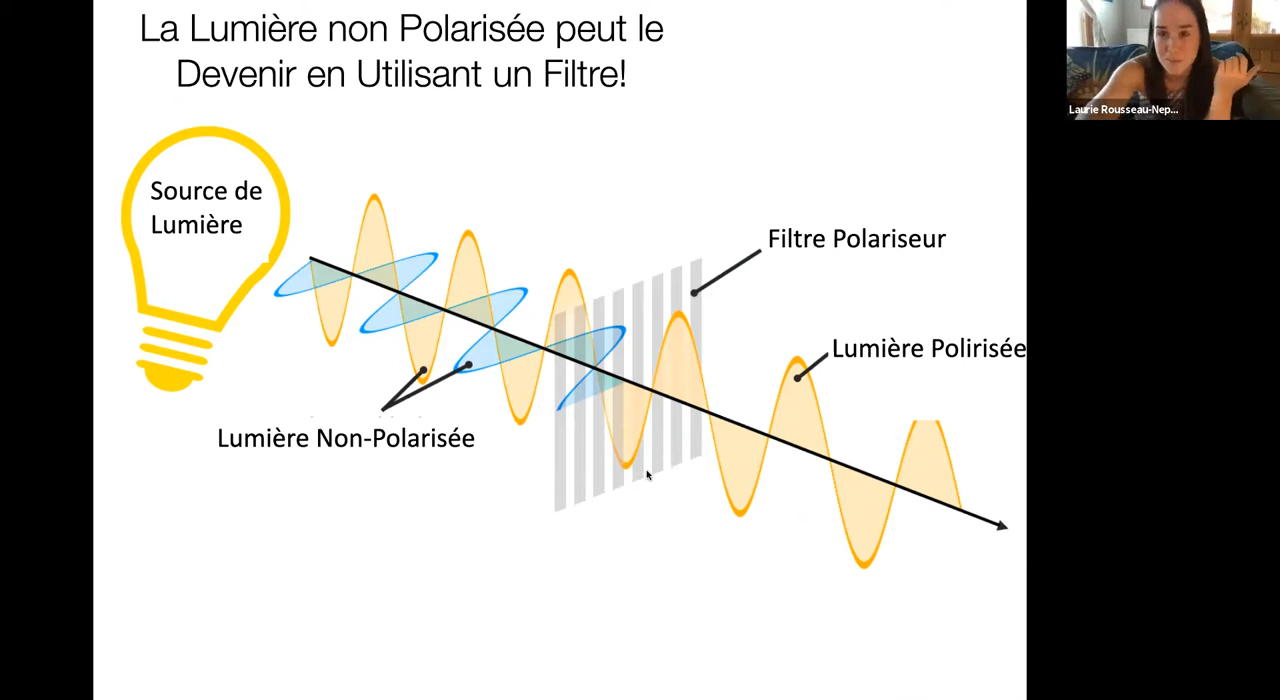 La Lumière non Polarisée peut le
Devenir en Utilisant un Filtre!
Laurie Rousseau-Nep...
Source de
Lumière
Filtre Polariseur
Lumière Polirisée
Lumière Non-Polarisée